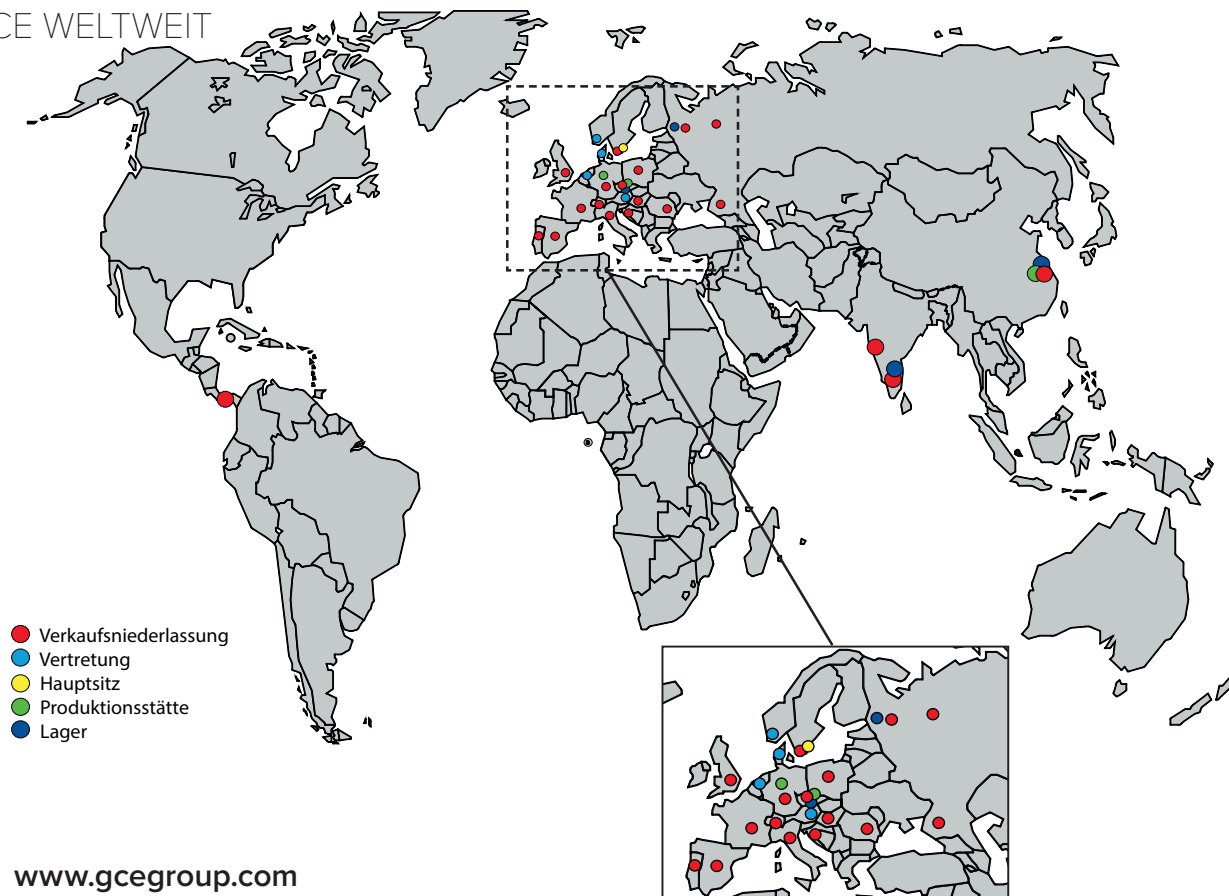 CE WELTWEIT
Verkaufsniederlassung
Vertretung
Hauptsitz
Produktionsstätte
Lager
www.gcegroup.com